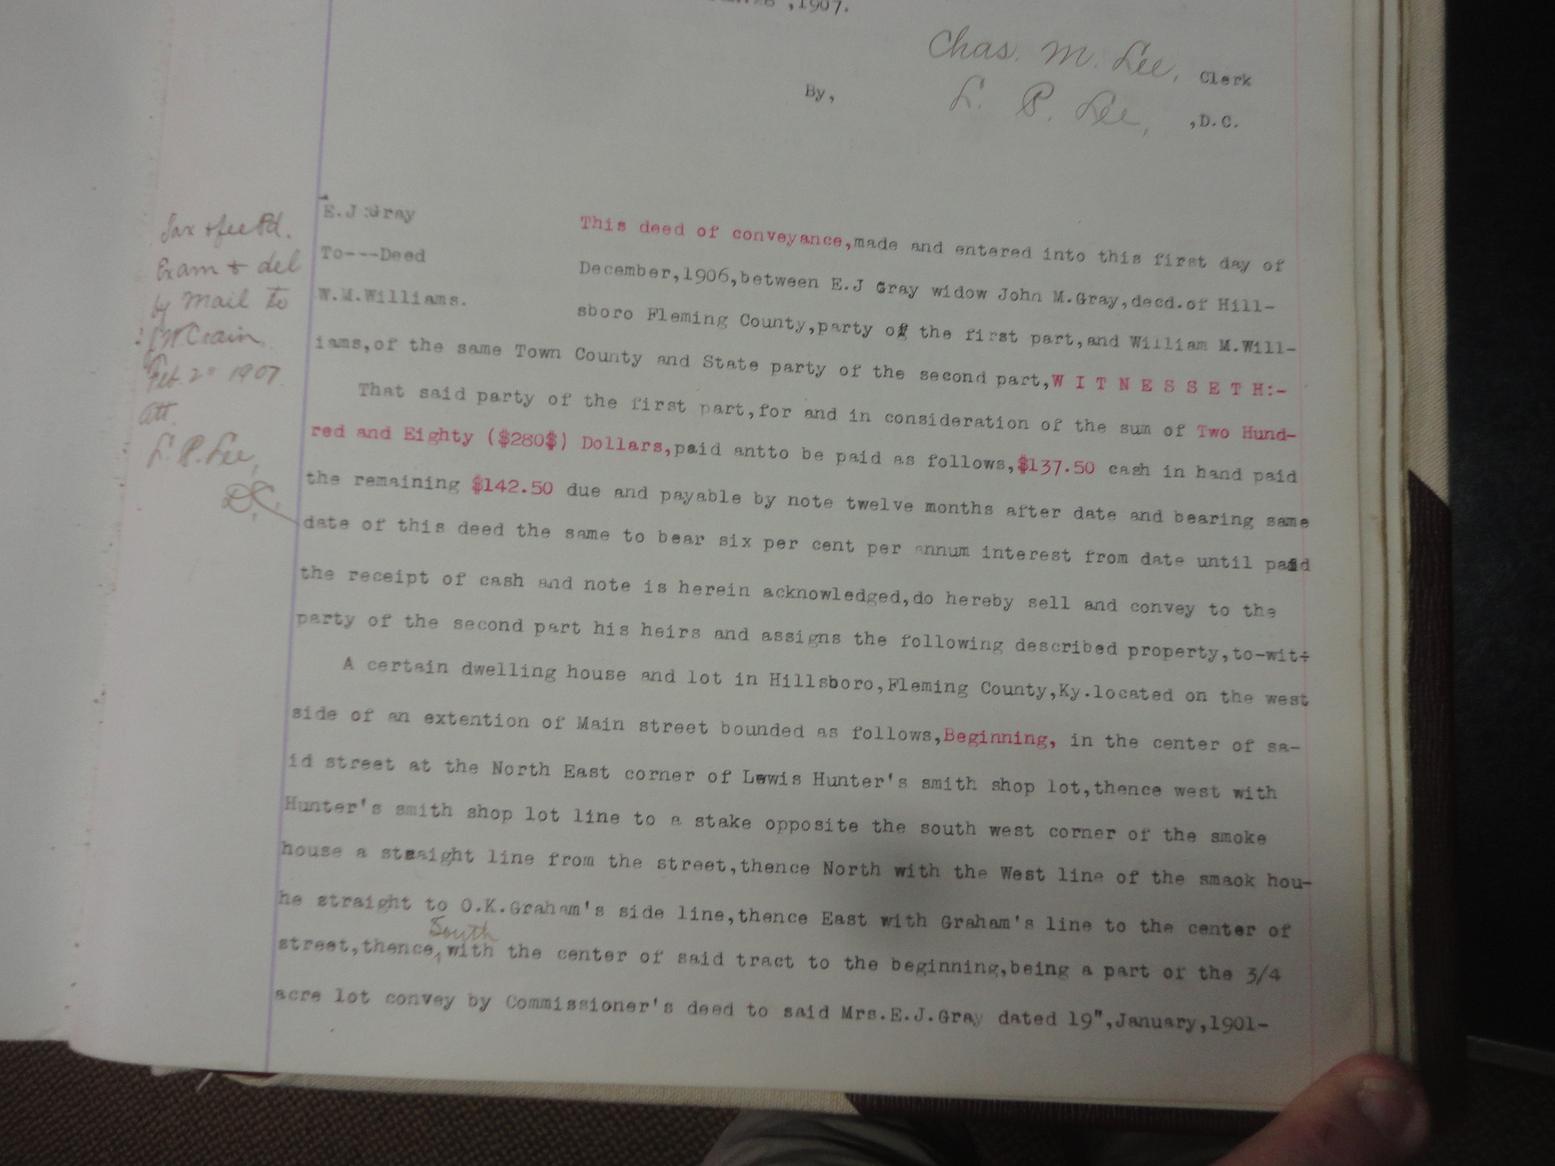 ,1907.
Chas. M. Lee, Clerk
By, L. P. Lee, ,D.C.
Tax & fee Pd.
Exam & del
by Mail to
Crain,
Feb 2" 1907
att.
L. P. Lee,
D.C.
E.J Gray
To---Deed
W.M.Williams.
This deed of conveyance,made and entered into this first day of
December,1906,between E.J Gray widow John M.Gray,decd.of Hill-
sboro Fleming County,party of the first part,and William M.Will-
iams,of the same Town County and State party of the second part,W I T N E S S E T H:-
That said party of the first part,for and in consideration of the sum of Two Hund-
red and Eighty ($280$) Dollars,paid antto be paid as follows,$137.50 cash in hand paid
the remaining $142.50 due and payable by note twelve months after date and bearing same
date of this deed the same to bear six per cent per annum interest from date until paid
the receipt of cash and note is herein acknowledged,do hereby sell and convey to the
party of the second part his heirs and assigns the following described property,to-wit:
A certain dwelling house and lot in Hillsboro,Fleming County,Ky.located on the west
side of an extention of Main street bounded as follows,Beginning, in the center of sa-
id street at the North East corner of Lewis Hunter's smith shop lot,thence west with
Hunter's smith shop lot line to a stake opposite the south west corner of the smoke
house a straight line from the street,thence North with the West line of the smaok hou-
he straight to O.K.Graham's side line,thence East with Graham's line to the center of
street,thence, South with the center of said tract to the beginning,being a part of the 3/4
acre lot convey by Commissioner's deed to said Mrs.E.J.Gray dated 19",January,1901-